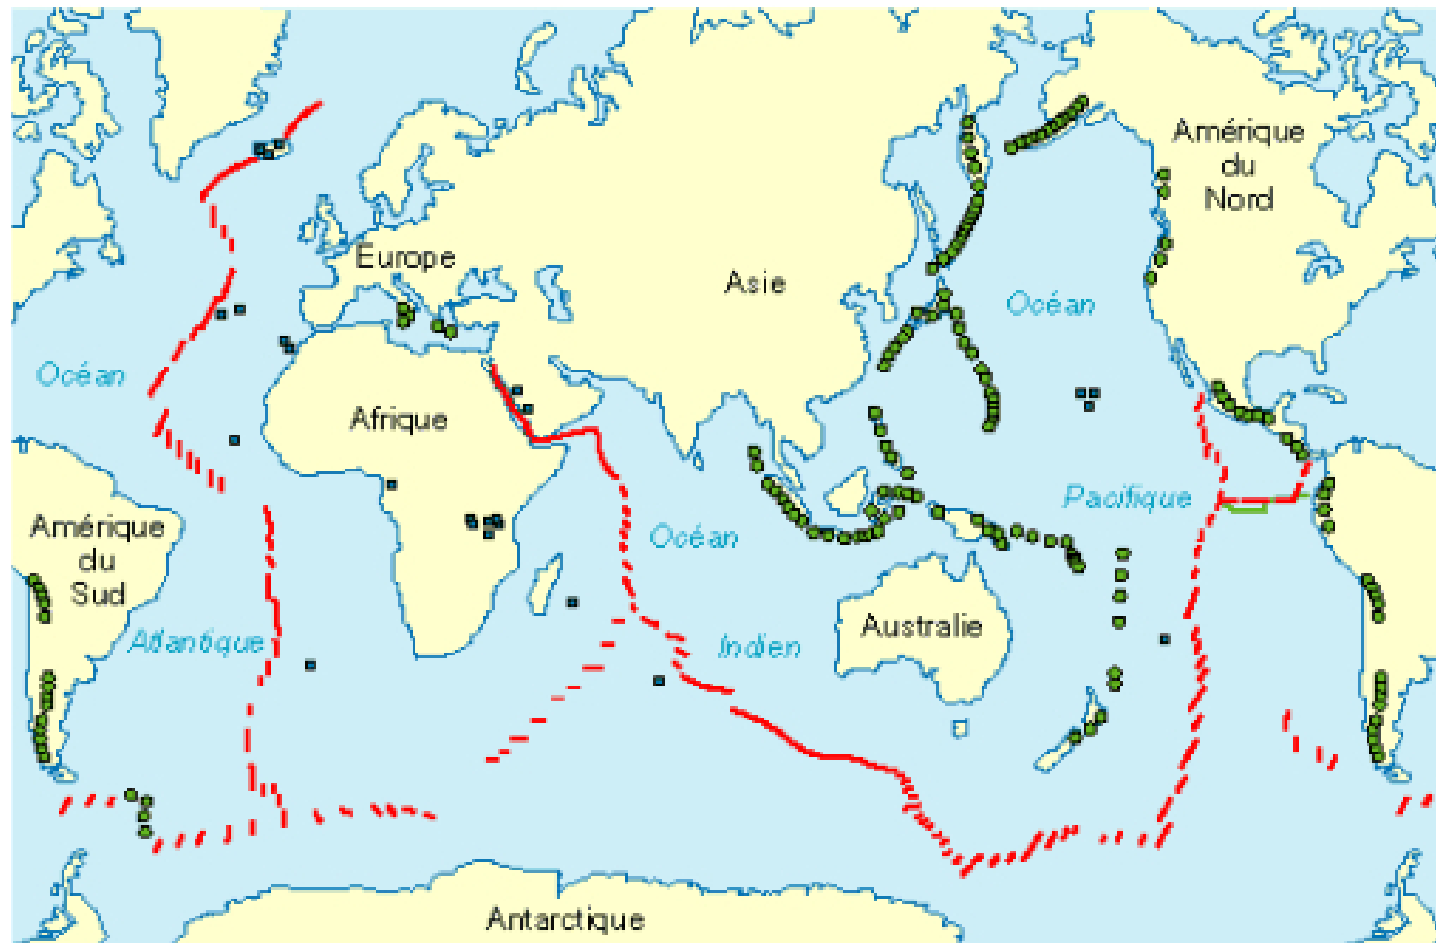 Amérique
du
Nord
Europe
Asie
Océan
Océan
Afrique
Pacifique
Amérique
du
Sud
Océan
Atlantique
Indien
Australie
Antarctique